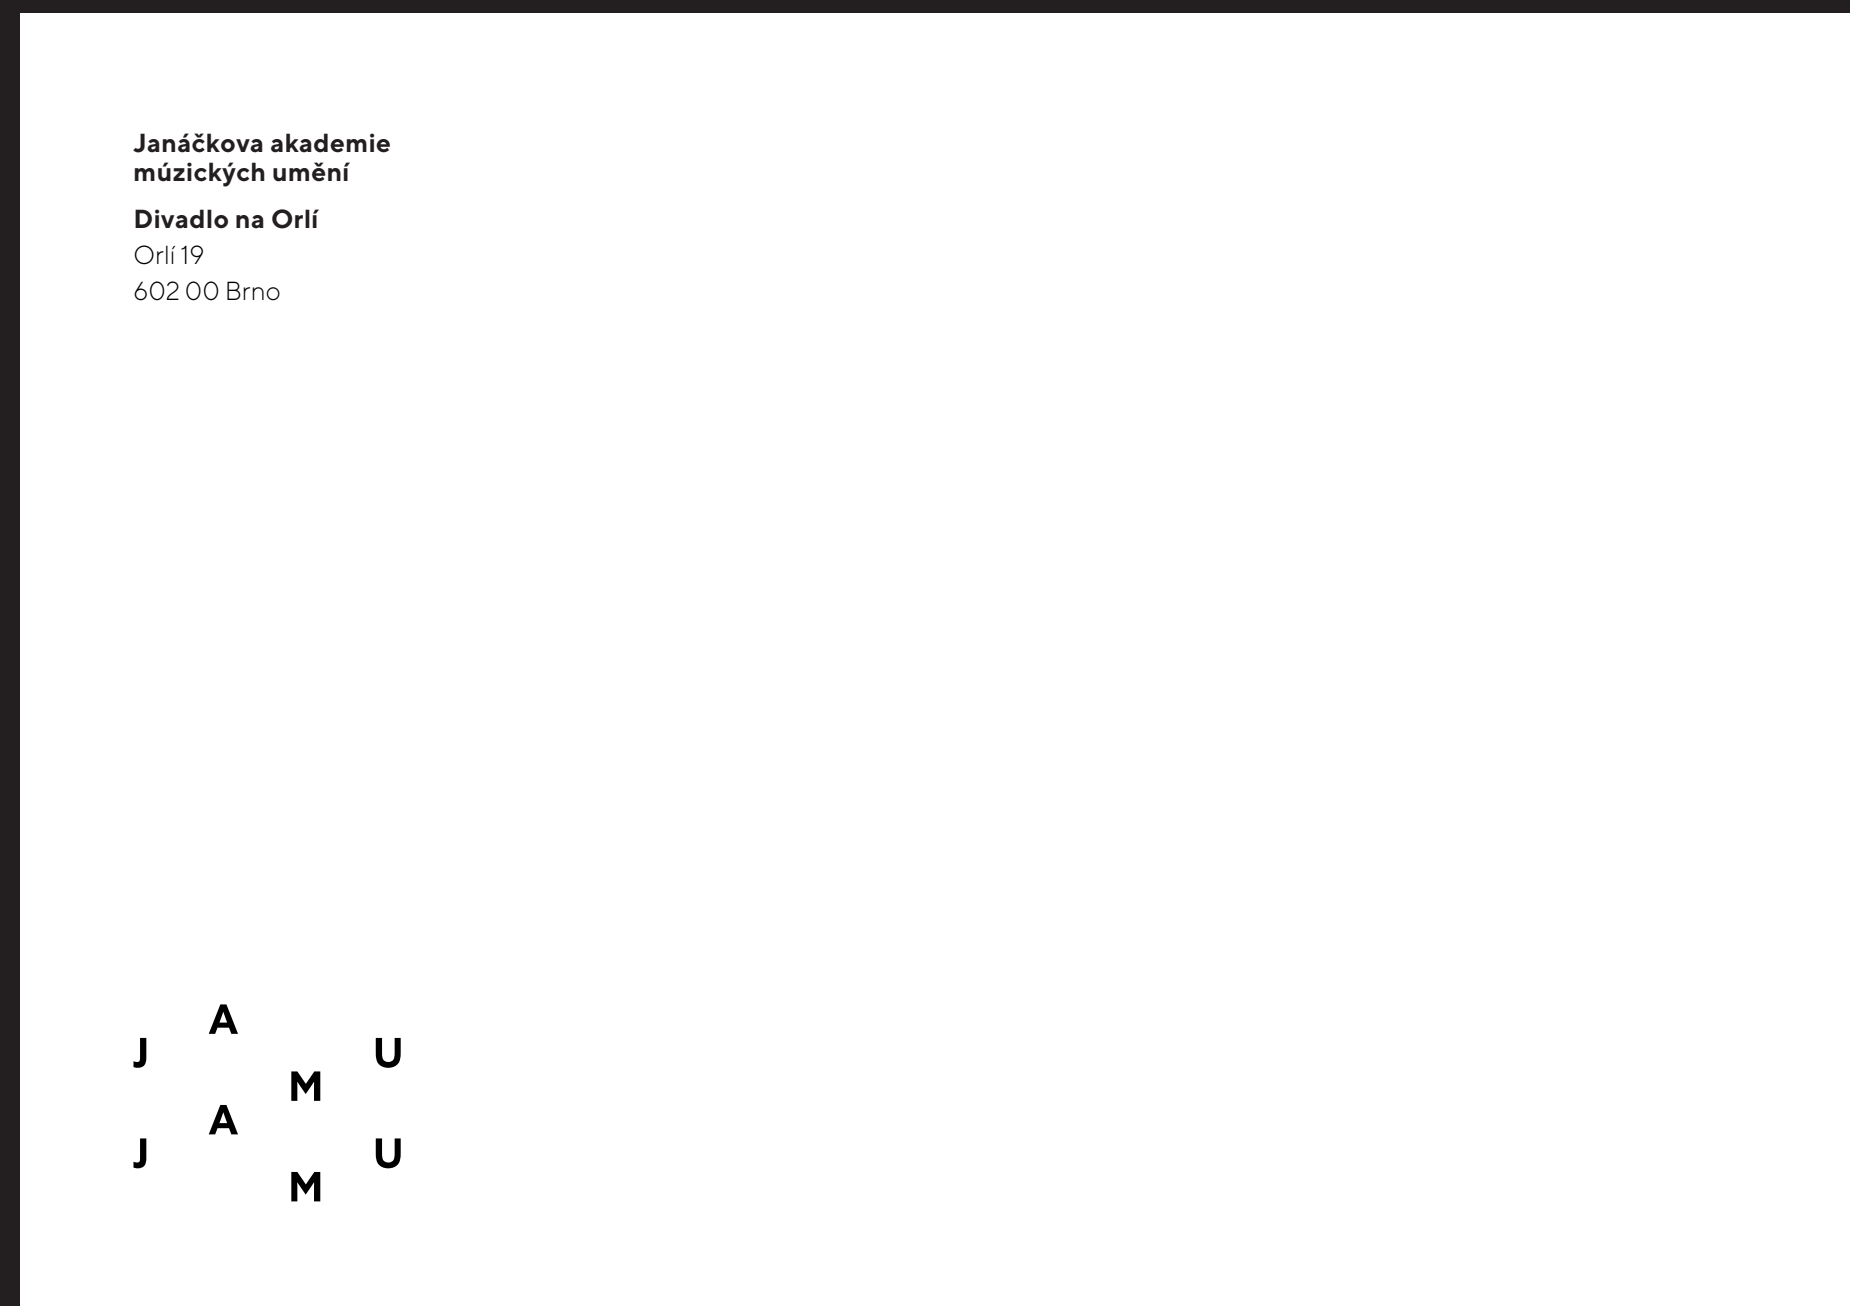 Janáčkova akademie
múzických umění
Divadlo na Orlí
Orlí 19
602 00 Brno
J A M U
J A M U